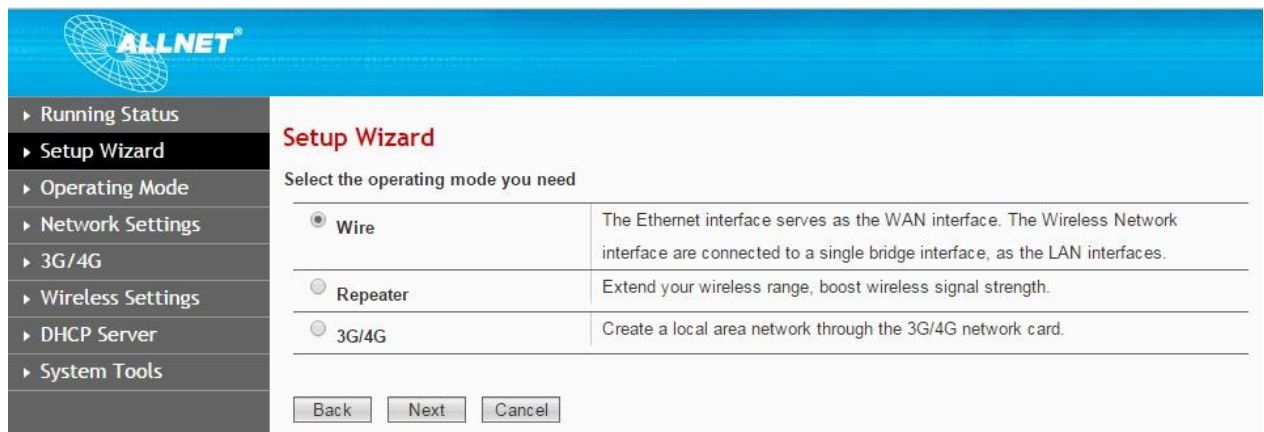 ALLNET®
Running Status
Setup Wizard
Operating Mode
Network Settings
3G/4G
Wireless Settings
DHCP Server
System Tools
Setup Wizard
Select the operating mode you need
Wire
The Ethernet interface serves as the WAN interface. The Wireless Network
interface are connected to a single bridge interface, as the LAN interfaces.
Repeater
Extend your wireless range, boost wireless signal strength.
3G/4G
Create a local area network through the 3G/4G network card.
Back Next Cancel